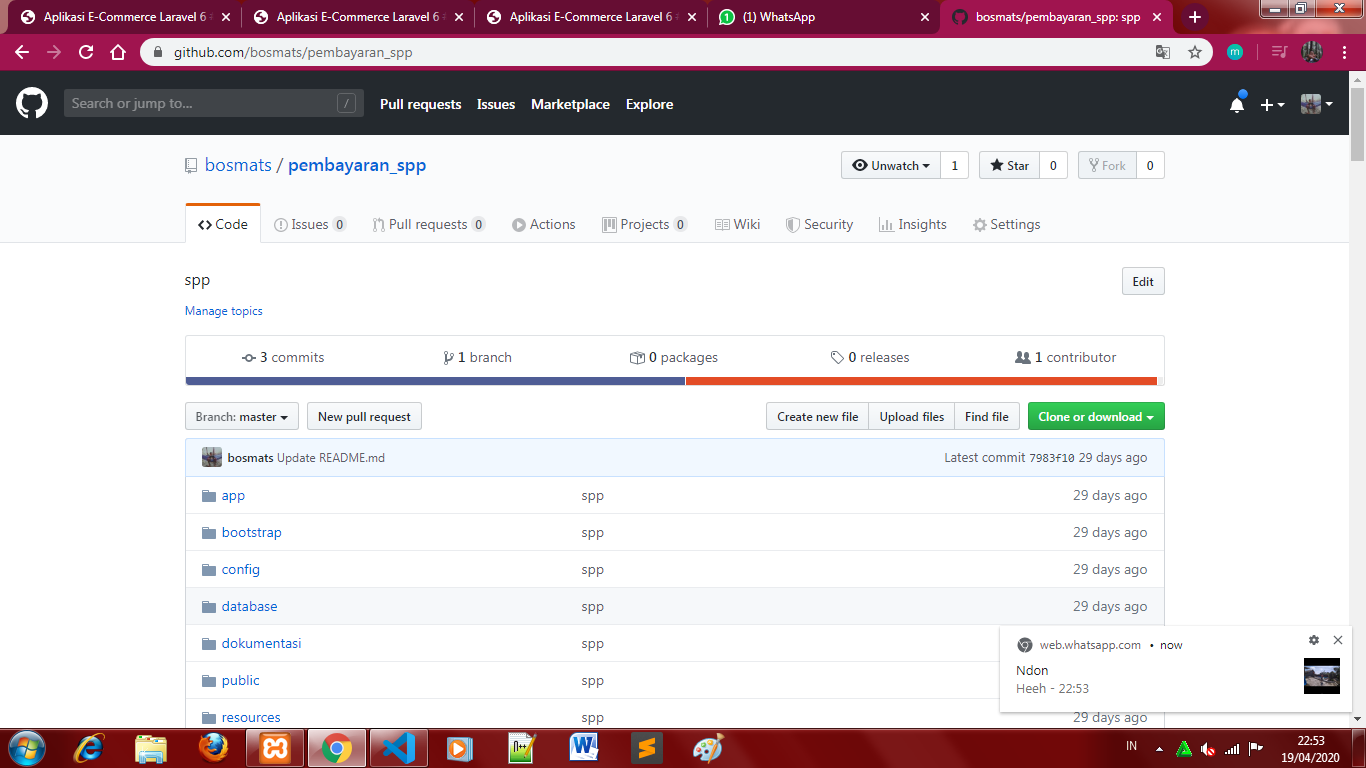 Aplikasi E-Commerce Laravel 6
Aplikasi E-Commerce Laravel 6
Aplikasi E-Commerce Laravel 6
(1) WhatsApp
bosmats/pembayaran_spp: spp
github.com/bosmats/pembayaran_spp
m
Search or jump to...
/
Pull requests
Issues
Marketplace
Explore
bosmats / pembayaran_spp
Unwatch 1
Star 0
Fork 0
Code
Issues 0
Pull requests 0
Actions
Projects 0
Wiki
Security
Insights
Settings
spp
Edit
Manage topics
3 commits
1 branch
0 packages
0 releases
1 contributor
Branch: master
New pull request
Create new file
Upload files
Find file
Clone or download
bosmats Update README.md
Latest commit 7983f10 29 days ago
app spp 29 days ago
bootstrap spp 29 days ago
config spp 29 days ago
database spp 29 days ago
dokumentasi spp
public spp
resources spp 29 days ago
web.whatsapp.com • now
Ndon
Heeh - 22:53
IN
22:53
19/04/2020